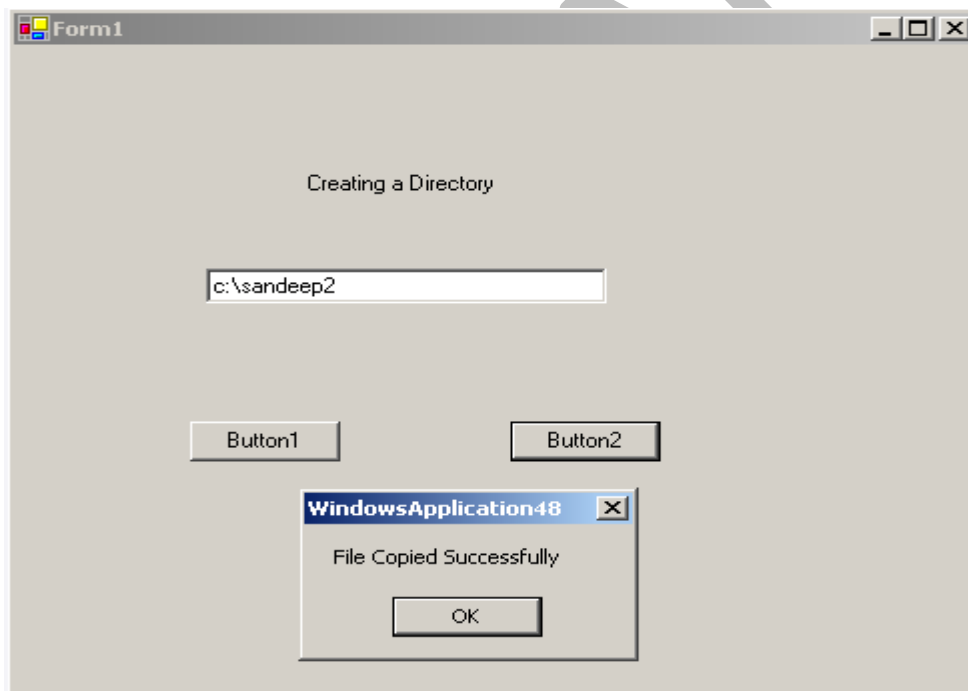 Form1
Creating a Directory
c:\sandeep2
Button1
Button2
WindowsApplication48
File Copied Successfully
OK